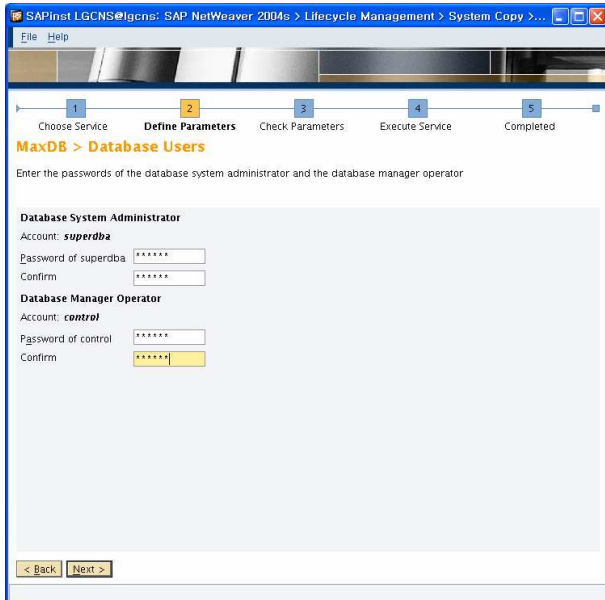 SAPinst LGCNS@lgcns: SAP NetWeaver 2004s > Lifecycle Management > System Copy >...
File Help
1 2 3 4 5
Choose Service Define Parameters Check Parameters Execute Service Completed
MaxDB > Database Users
Enter the passwords of the database system administrator and the database manager operator
Database System Administrator
Account: superdba
Password of superdba ******
Confirm ******
Database Manager Operator
Account: control
Password of control ******
Confirm ******
< Back Next >